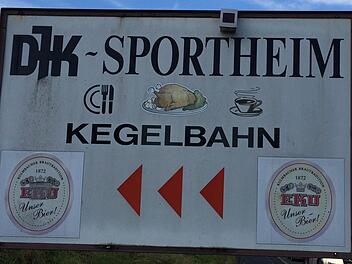 DJK-SPORTHEIM
KEGELBAHN
1872
EKU
Unser
Bier!
1872
EKU
Unser
Bier!